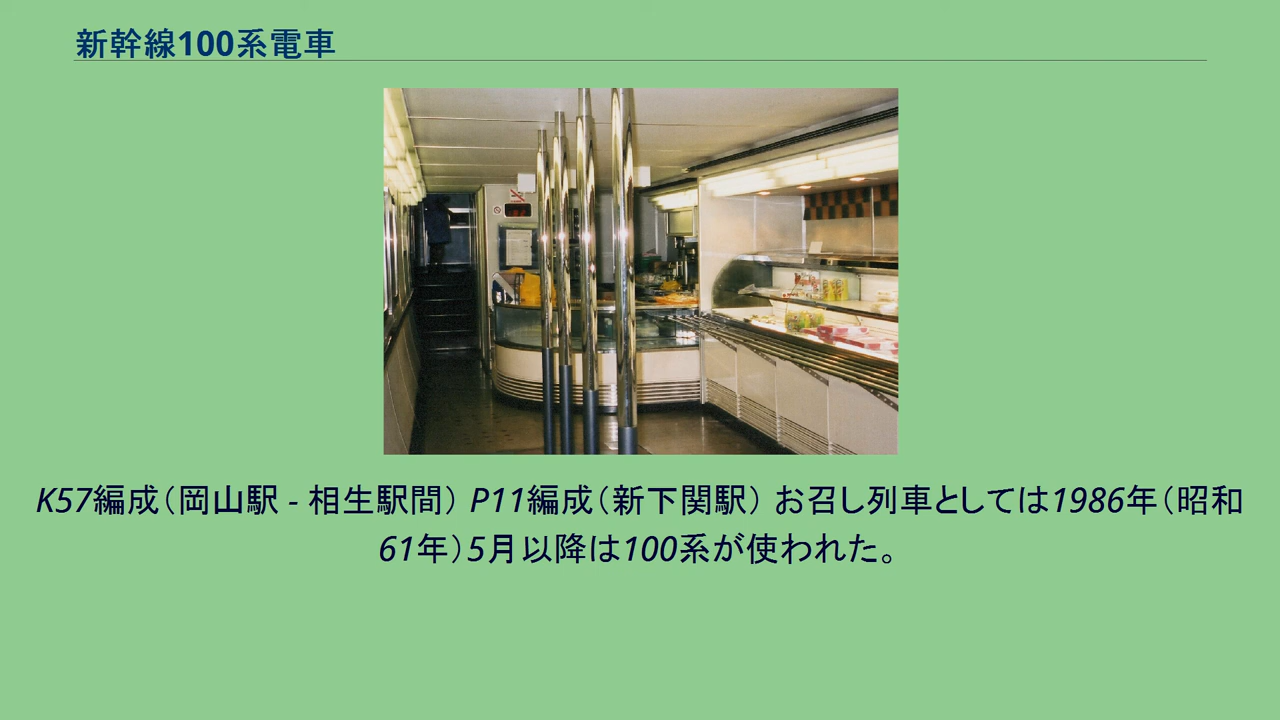 新幹線100系電車
K57編成（岡山駅 - 相生駅間） P11編成（新下関駅） お召し列車としては1986年（昭和
61年）5月以降は100系が使われた。